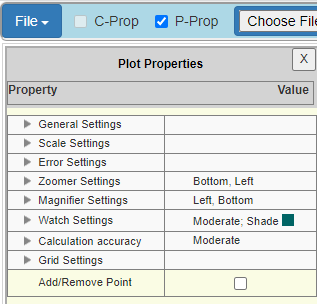 File C-Prop P-Prop Choose File
Plot Properties X
Property Value
General Settings
Scale Settings
Error Settings
Zoomer Settings Bottom, Left
Magnifier Settings Left, Bottom
Watch Settings Moderate; Shade
Calculation accuracy Moderate
Grid Settings
Add/Remove Point